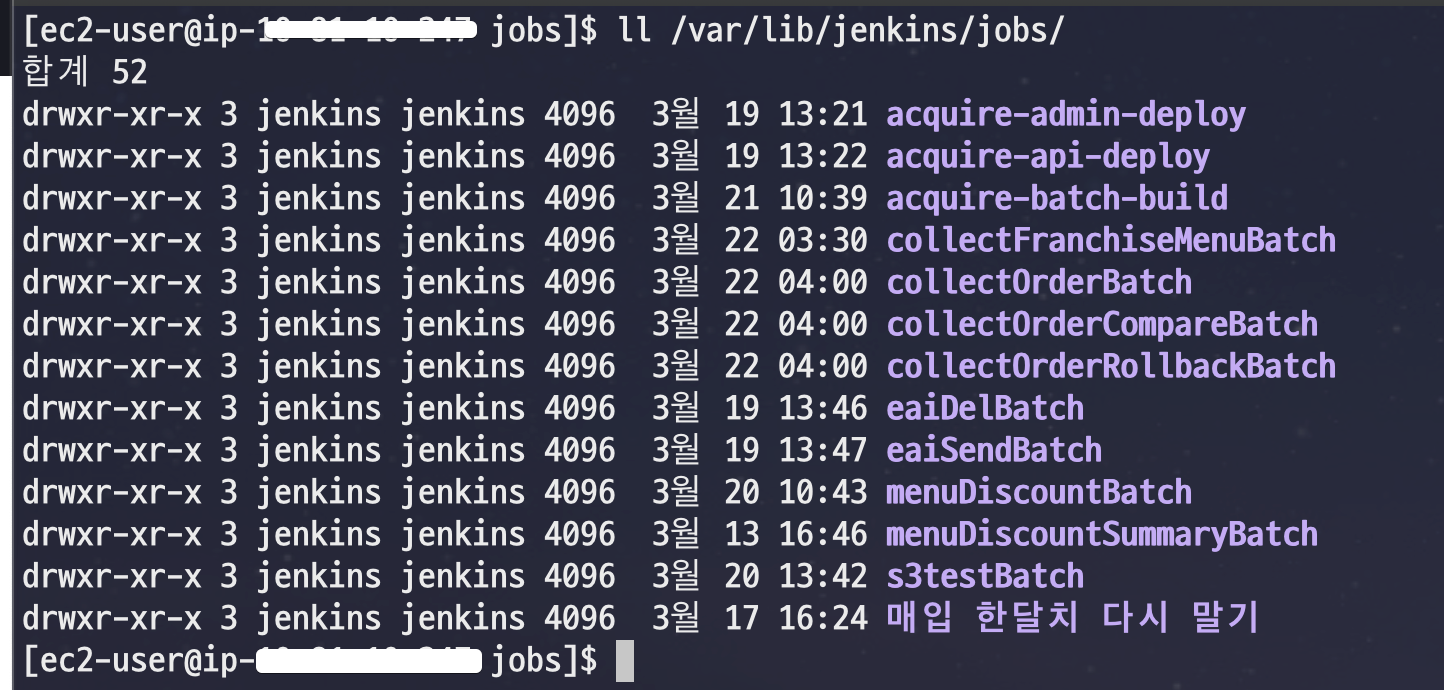 [ec2-user@ip- jobs]$ ll /var/lib/jenkins/jobs/
합계 52
drwxr-xr-x 3 jenkins jenkins 4096  3월  19 13:21 acquire-admin-deploy
drwxr-xr-x 3 jenkins jenkins 4096  3월  19 13:22 acquire-api-deploy
drwxr-xr-x 3 jenkins jenkins 4096  3월  21 10:39 acquire-batch-build
drwxr-xr-x 3 jenkins jenkins 4096  3월  22 03:30 collectFranchiseMenuBatch
drwxr-xr-x 3 jenkins jenkins 4096  3월  22 04:00 collectOrderBatch
drwxr-xr-x 3 jenkins jenkins 4096  3월  22 04:00 collectOrderCompareBatch
drwxr-xr-x 3 jenkins jenkins 4096  3월  22 04:00 collectOrderRollbackBatch
drwxr-xr-x 3 jenkins jenkins 4096  3월  19 13:46 eaiDelBatch
drwxr-xr-x 3 jenkins jenkins 4096  3월  19 13:47 eaiSendBatch
drwxr-xr-x 3 jenkins jenkins 4096  3월  20 10:43 menuDiscountBatch
drwxr-xr-x 3 jenkins jenkins 4096  3월  13 16:46 menuDiscountSummaryBatch
drwxr-xr-x 3 jenkins jenkins 4096  3월  20 13:42 s3testBatch
drwxr-xr-x 3 jenkins jenkins 4096  3월  17 16:24 매입 한달치 다시 말기
[ec2-user@ip- jobs]$